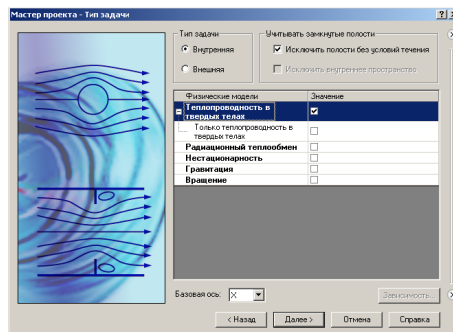 Мастер проекта - Тип задачи
Тип задачи
Внутренняя
Внешняя
Учитывать замкнутые полости
Исключить полости без условий течения
Исключить внутреннее пространство
Физические модели
Значение
Теплопроводность в
твердых телах
Только теплопроводность в
твердых телах
Радиационный теплообмен
Нестационарность
Гравитация
Вращение
Базовая ось:
X
Зависимость...
< Назад
Далее >
Отмена
Справка